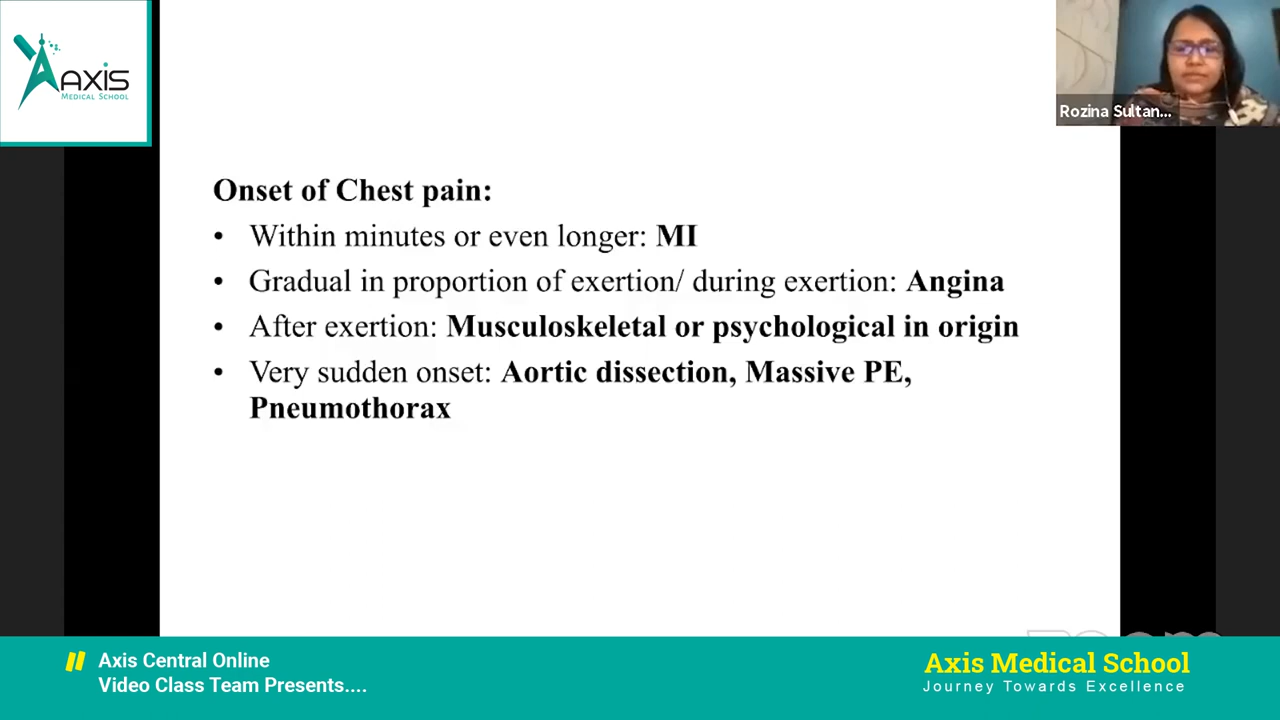 AXIS
MEDICAL SCHOOL
Rozina Sultan...
Onset of Chest pain:
• Within minutes or even longer: MI
• Gradual in proportion of exertion/ during exertion: Angina
• After exertion: Musculoskeletal or psychological in origin
• Very sudden onset: Aortic dissection, Massive PE,
Pneumothorax
Axis Central Online
Video Class Team Presents....
Axis Medical School
Journey Towards Excellence